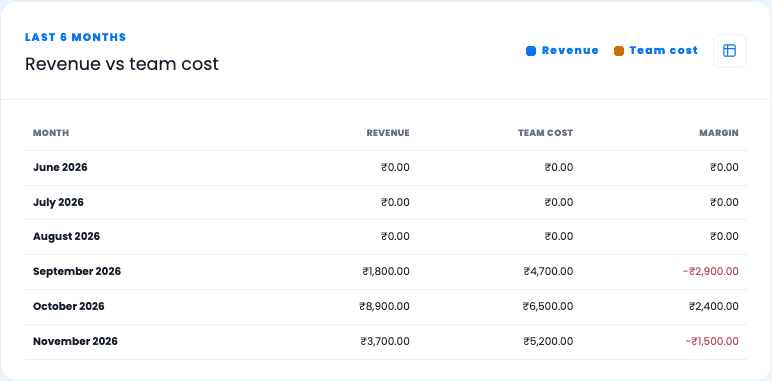 LAST 6 MONTHS
Revenue vs team cost
Revenue Team cost
MONTH REVENUE TEAM COST MARGIN
June 2026 ₹0.00 ₹0.00 ₹0.00
July 2026 ₹0.00 ₹0.00 ₹0.00
August 2026 ₹0.00 ₹0.00 ₹0.00
September 2026 ₹1,800.00 ₹4,700.00 -₹2,900.00
October 2026 ₹8,900.00 ₹6,500.00 ₹2,400.00
November 2026 ₹3,700.00 ₹5,200.00 -₹1,500.00